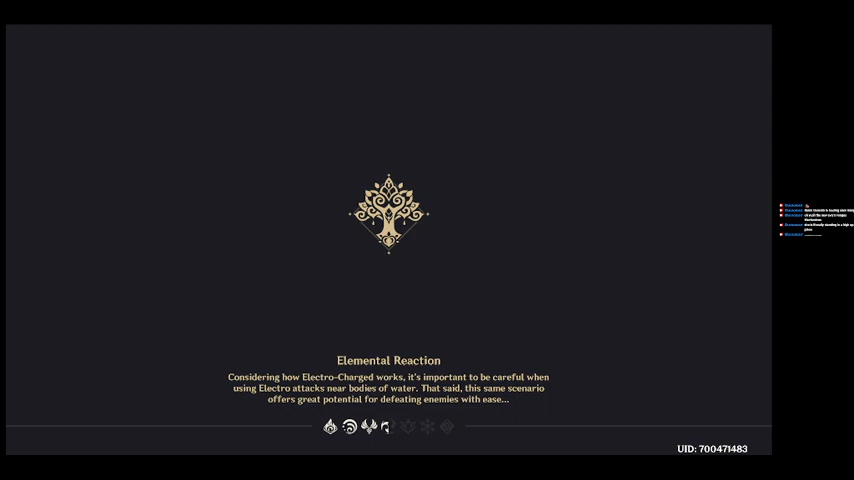 Elemental Reaction
Considering how Electro-Charged works, it's important to be careful when
using Electro attacks near bodies of water. That said, this same scenario
offers great potential for defeating enemies with ease...
UID: 700471483